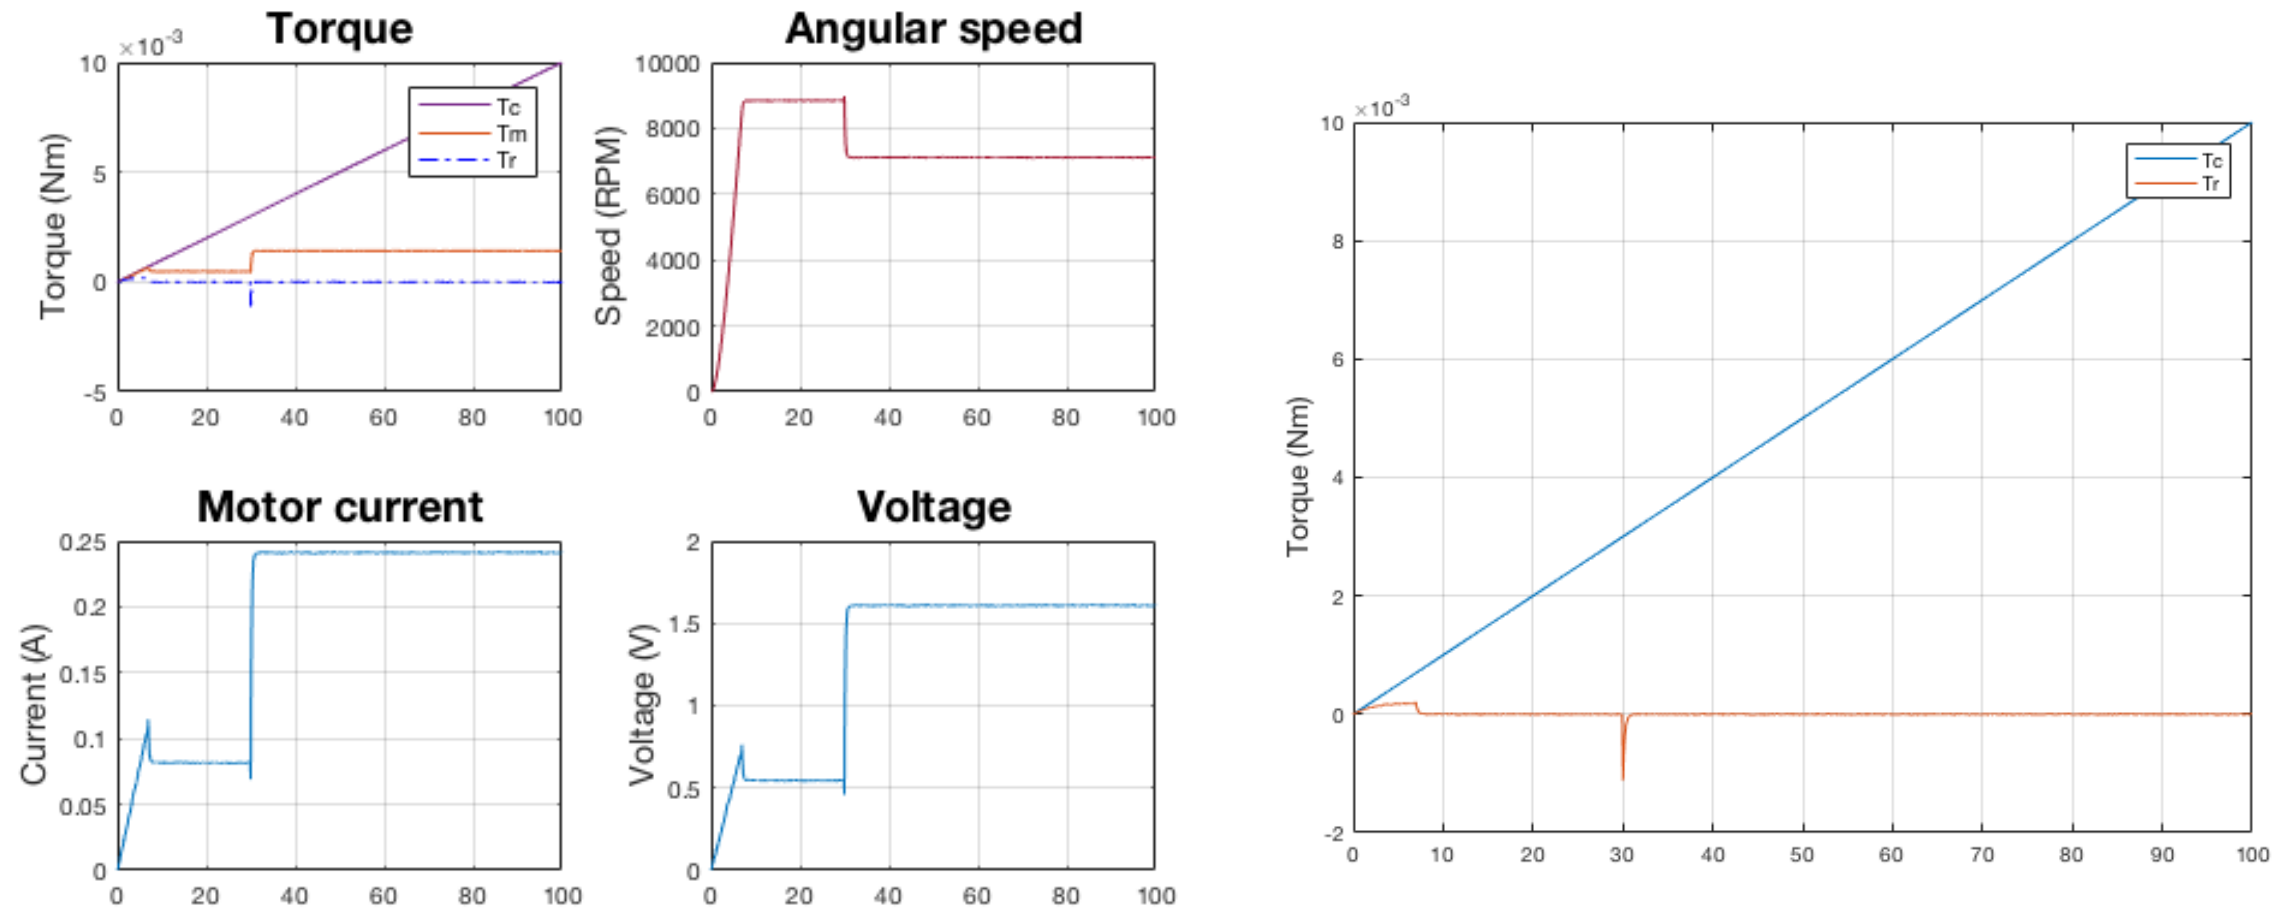 Torque
×10⁻³
10
5
0
-5
Torque (Nm)
Tc
Tm
Tr
0 20 40 60 80 100
Angular speed
10000
8000
6000
4000
2000
0
Speed (RPM)
0 20 40 60 80 100
Motor current
0.25
0.2
0.15
0.1
0.05
0
Current (A)
0 20 40 60 80 100
Voltage
2
1.5
1
0.5
0
Voltage (V)
0 20 40 60 80 100
×10⁻³
10
8
6
4
2
0
-2
Torque (Nm)
Tc
Tr
0 10 20 30 40 50 60 70 80 90 100